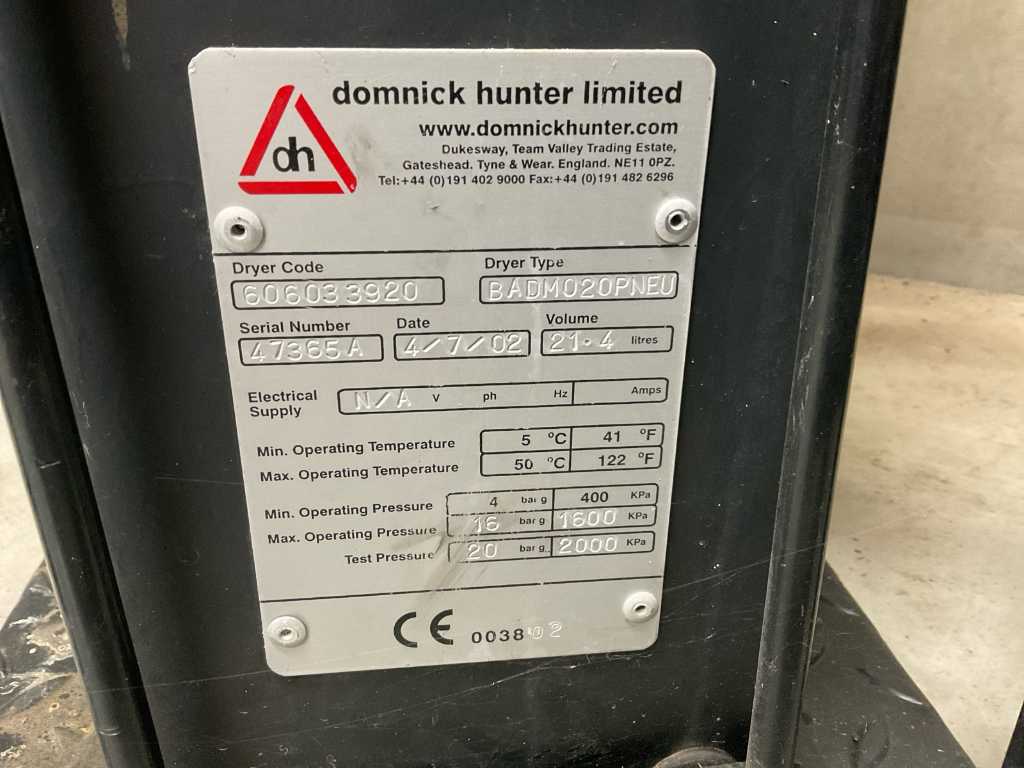 dh
domnick hunter limited
www.domnickhunter.com
Dukesway, Team Valley Trading Estate,
Gateshead. Tyne & Wear. England. NE11 0PZ.
Tel:+44 (0)191 402 9000 Fax:+44 (0)191 482 6296
Dryer Code Dryer Type
606033920 BADM020PNEU
Serial Number Date Volume
47365A 4/7/02 21.4 litres
Electrical Supply N/A V ph Hz Amps
Min. Operating Temperature 5 °C 41 °F
Max. Operating Temperature 50 °C 122 °F
Min. Operating Pressure 4 bar g 400 KPa
Max. Operating Pressure 16 bar g 1600 KPa
Test Pressure 20 bar g. 2000 KPa
CE 0038 02